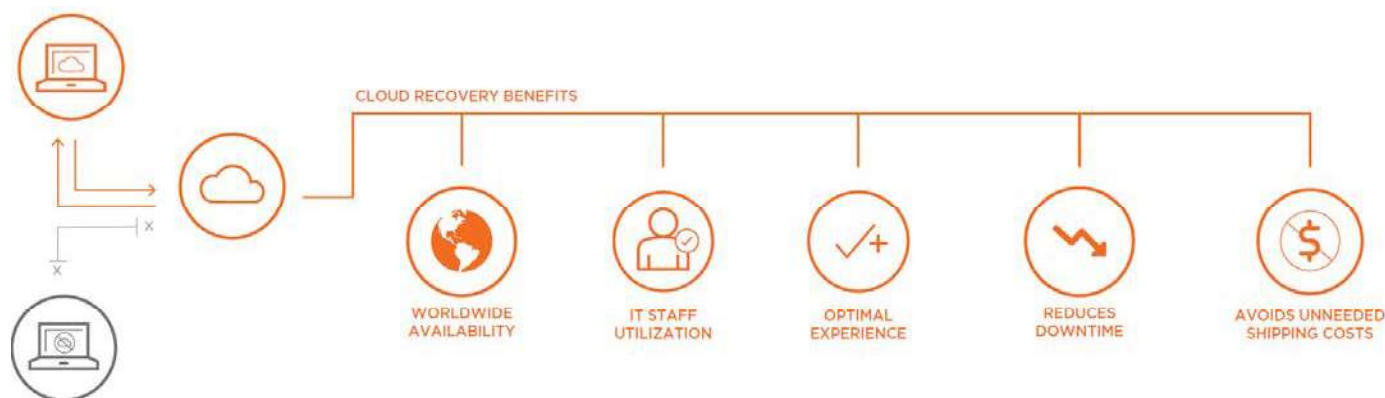 CLOUD RECOVERY BENEFITS
X
X
$
WORLDWIDE
AVAILABILITY
IT STAFF
UTILIZATION
OPTIMAL
EXPERIENCE
REDUCES
DOWNTIME
AVOIDS UNNEEDED
SHIPPING COSTS